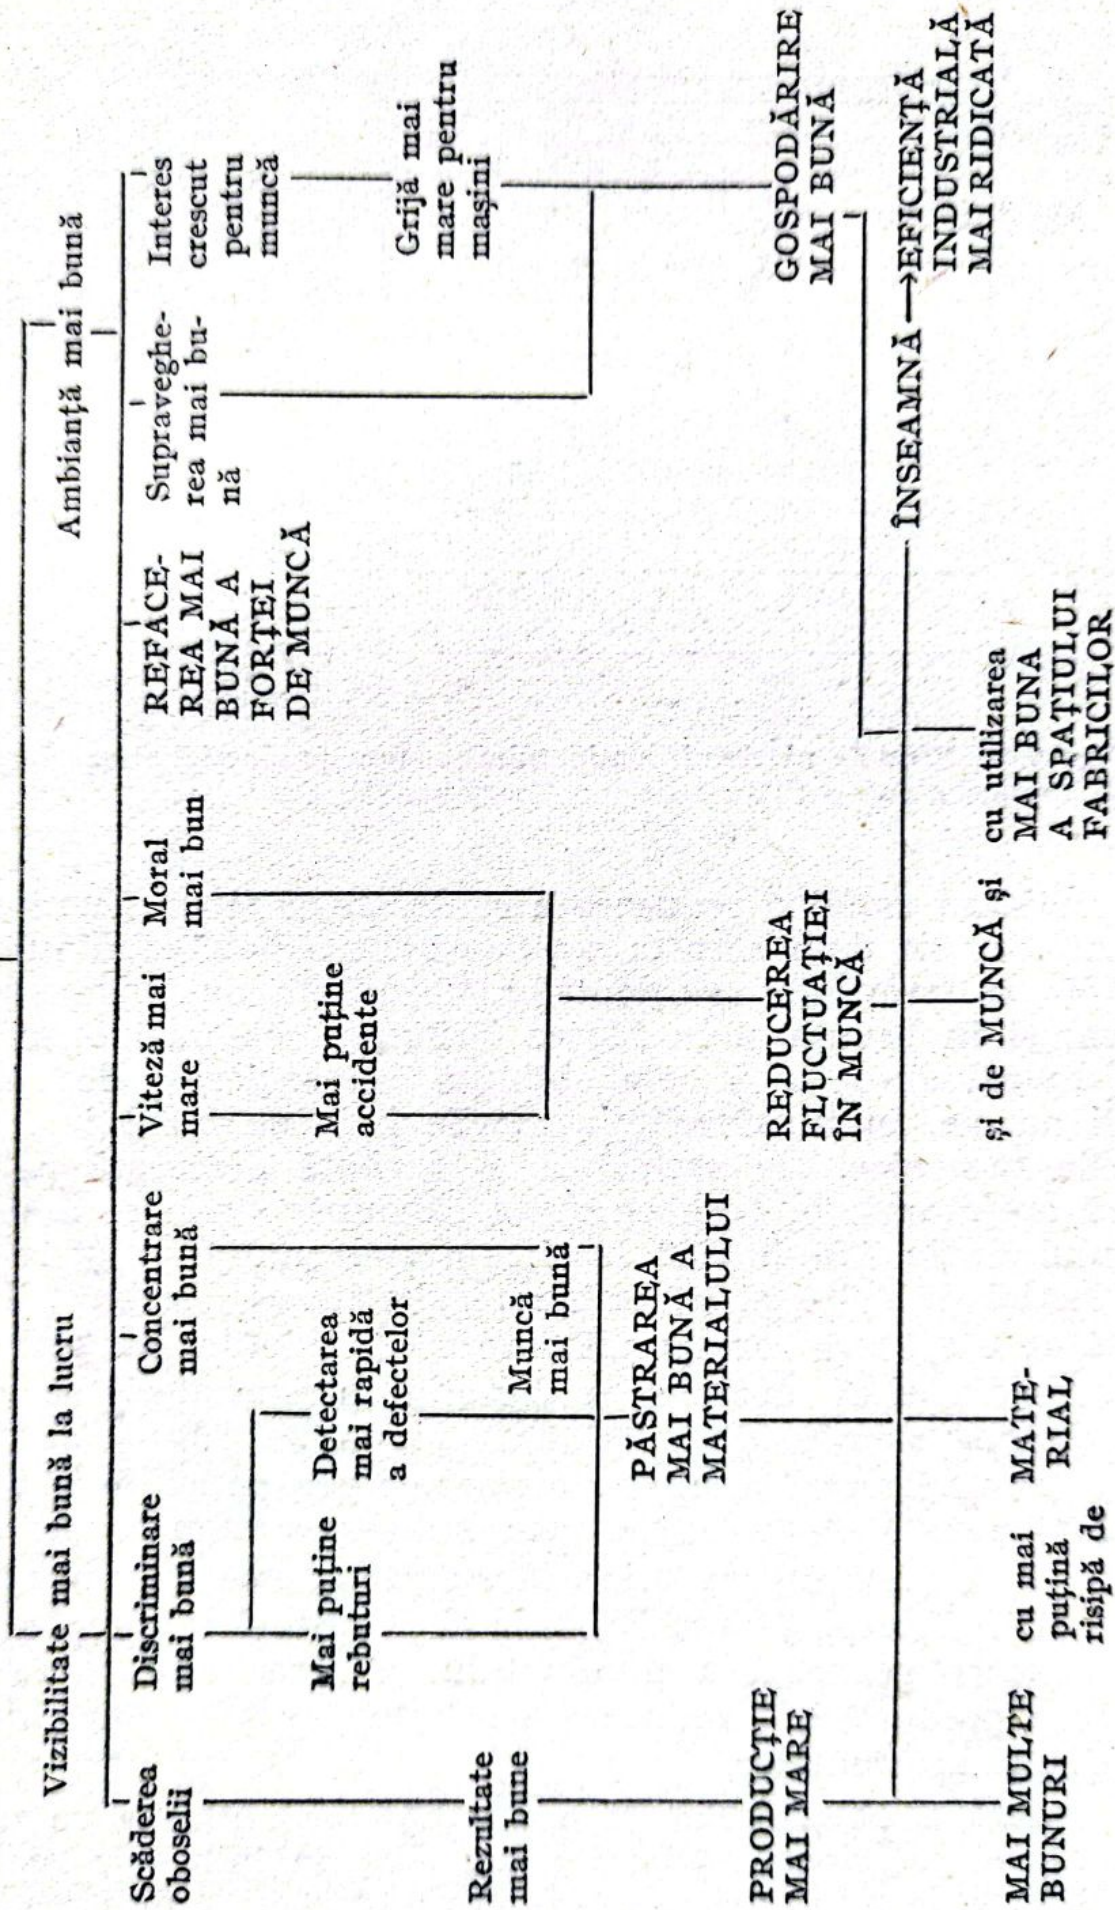 Vizibilitate mai bună la lucru
Ambianță mai bună
Scăderea
oboselii
Discriminare
mai bună
Concentrare
mai bună
Viteză mai
mare
Moral
mai bun
REFACE-
REA MAI
BUNĂ A
FORȚEI
DE MUNCĂ
Supraveghe-
rea mai bu-
nă
Interes
crescut
pentru
muncă
Mai puține
rebuturi
Detectarea
mai rapidă
a defectelor
Mai puține
accidente
Grijă mai
mare pentru
mașini
Rezultate
mai bune
Muncă
mai bună
PĂSTRAREA
MAI BUNĂ A
MATERIALULUI
PRODUCȚIE
MAI MARE
REDUCEREA
FLUCTUAȚIEI
ÎN MUNCĂ
GOSPODĂRIRE
MAI BUNĂ
ÎNSEAMNĂ → EFICIENȚĂ
INDUSTRIALĂ
MAI RIDICATĂ
MAI MULTE
BUNURI
cu mai
puțină
risipă de
MATE-
RIAL
și de MUNCĂ și
cu utilizarea
MAI BUNA
A SPAȚIULUI
FABRICILOR